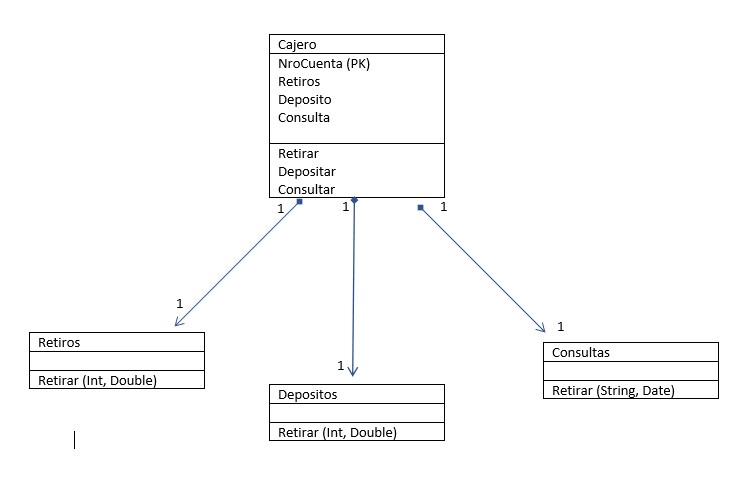 Cajero
NroCuenta (PK)
Retiros
Deposito
Consulta
Retirar
Depositar
Consultar
1
1
1
1
1
1
Retiros
Retirar (Int, Double)
Depositos
Retirar (Int, Double)
Consultas
Retirar (String, Date)